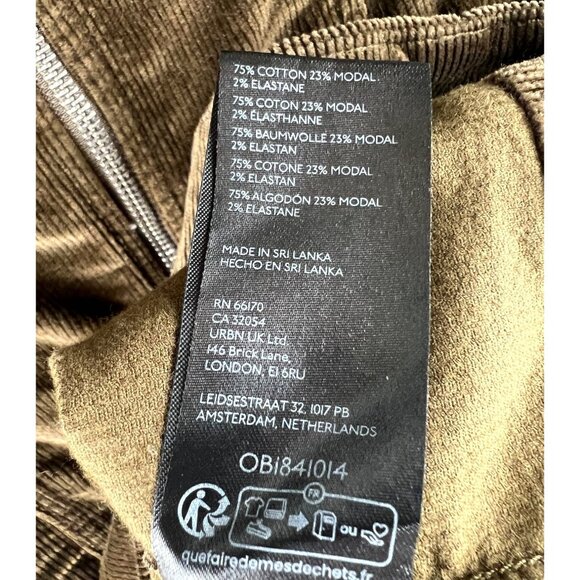 75% COTTON 23% MODAL
2% ELASTANE
75% COTON 23% MODAL
2% ÉLASTHANNE
75% BAUMWOLLE 23% MODAL
2% ELASTAN
75% COTONE 23% MODAL
2% ELASTAN
75% ALGODÓN 23% MODAL
2% ELASTANE
MADE IN SRI LANKA
HECHO EN SRI LANKA
RN 66170
CA 32054
URBN UK Ltd
146 Brick Lane,
LONDON, E1 6RU
LEIDSESTRAAT 32, 1017 PB
AMSTERDAM, NETHERLANDS
OB1841014
FR
ou
quefairedemesdechets.fr